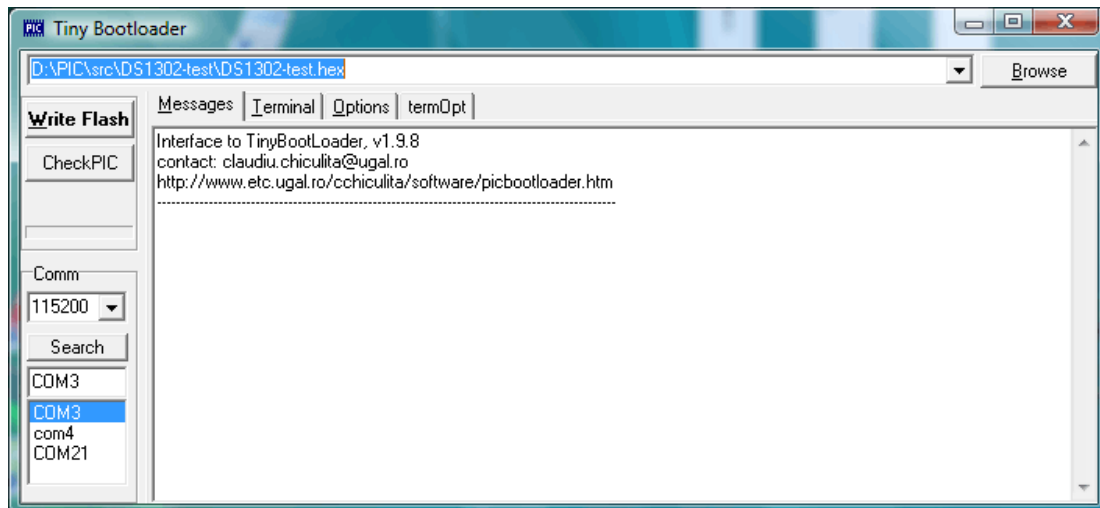 PIC Tiny Bootloader
D:\PIC\src\DS1302-test\DS1302-test.hex
Browse
Write Flash
CheckPIC
Messages Terminal Options termOpt
Interface to TinyBootLoader, v1.9.8
contact: claudiu.chiculita@ugal.ro
http://www.etc.ugal.ro/cchiculita/software/picbootloader.htm
--------------------------------------------------------------------------------------------
Comm
115200
Search
COM3
COM3
com4
COM21